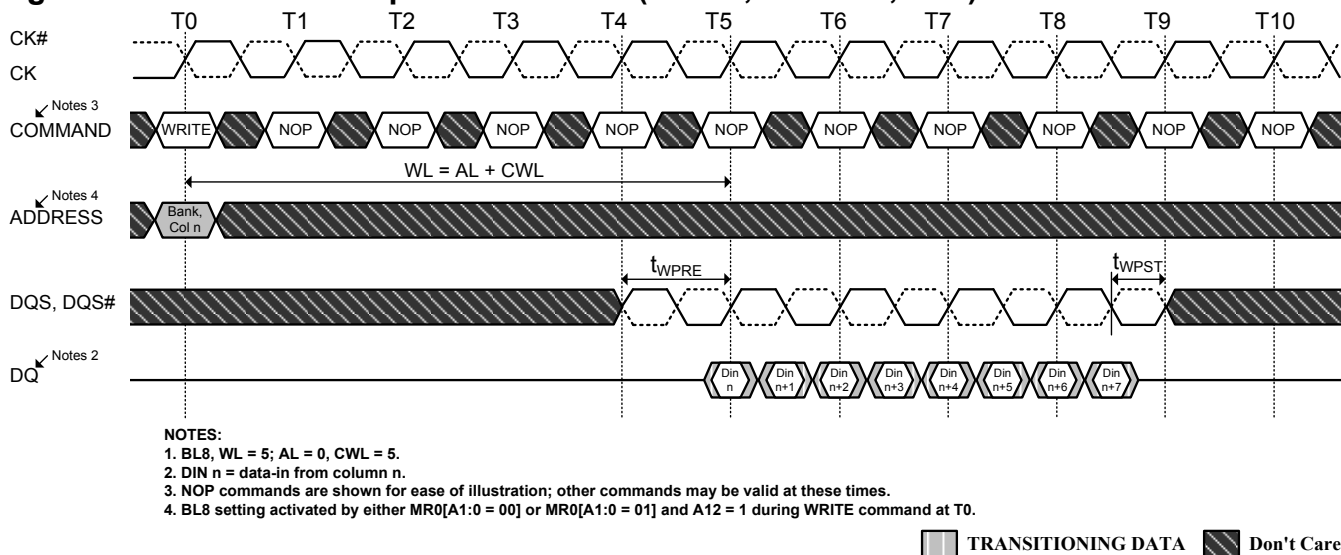 T0 T1 T2 T3 T4 T5 T6 T7 T8 T9 T10
CK#
CK
Notes 3
COMMAND
WRITE NOP NOP NOP NOP NOP NOP NOP NOP NOP NOP
WL = AL + CWL
Notes 4
ADDRESS
Bank,
Col n
tWPRE tWPST
DQS, DQS#
Notes 2
DQ
Din Din Din Din Din Din Din Din
n n+1 n+2 n+3 n+4 n+5 n+6 n+7
NOTES:
1. BL8, WL = 5; AL = 0, CWL = 5.
2. DIN n = data-in from column n.
3. NOP commands are shown for ease of illustration; other commands may be valid at these times.
4. BL8 setting activated by either MR0[A1:0 = 00] or MR0[A1:0 = 01] and A12 = 1 during WRITE command at T0.
TRANSITIONING DATA Don't Care